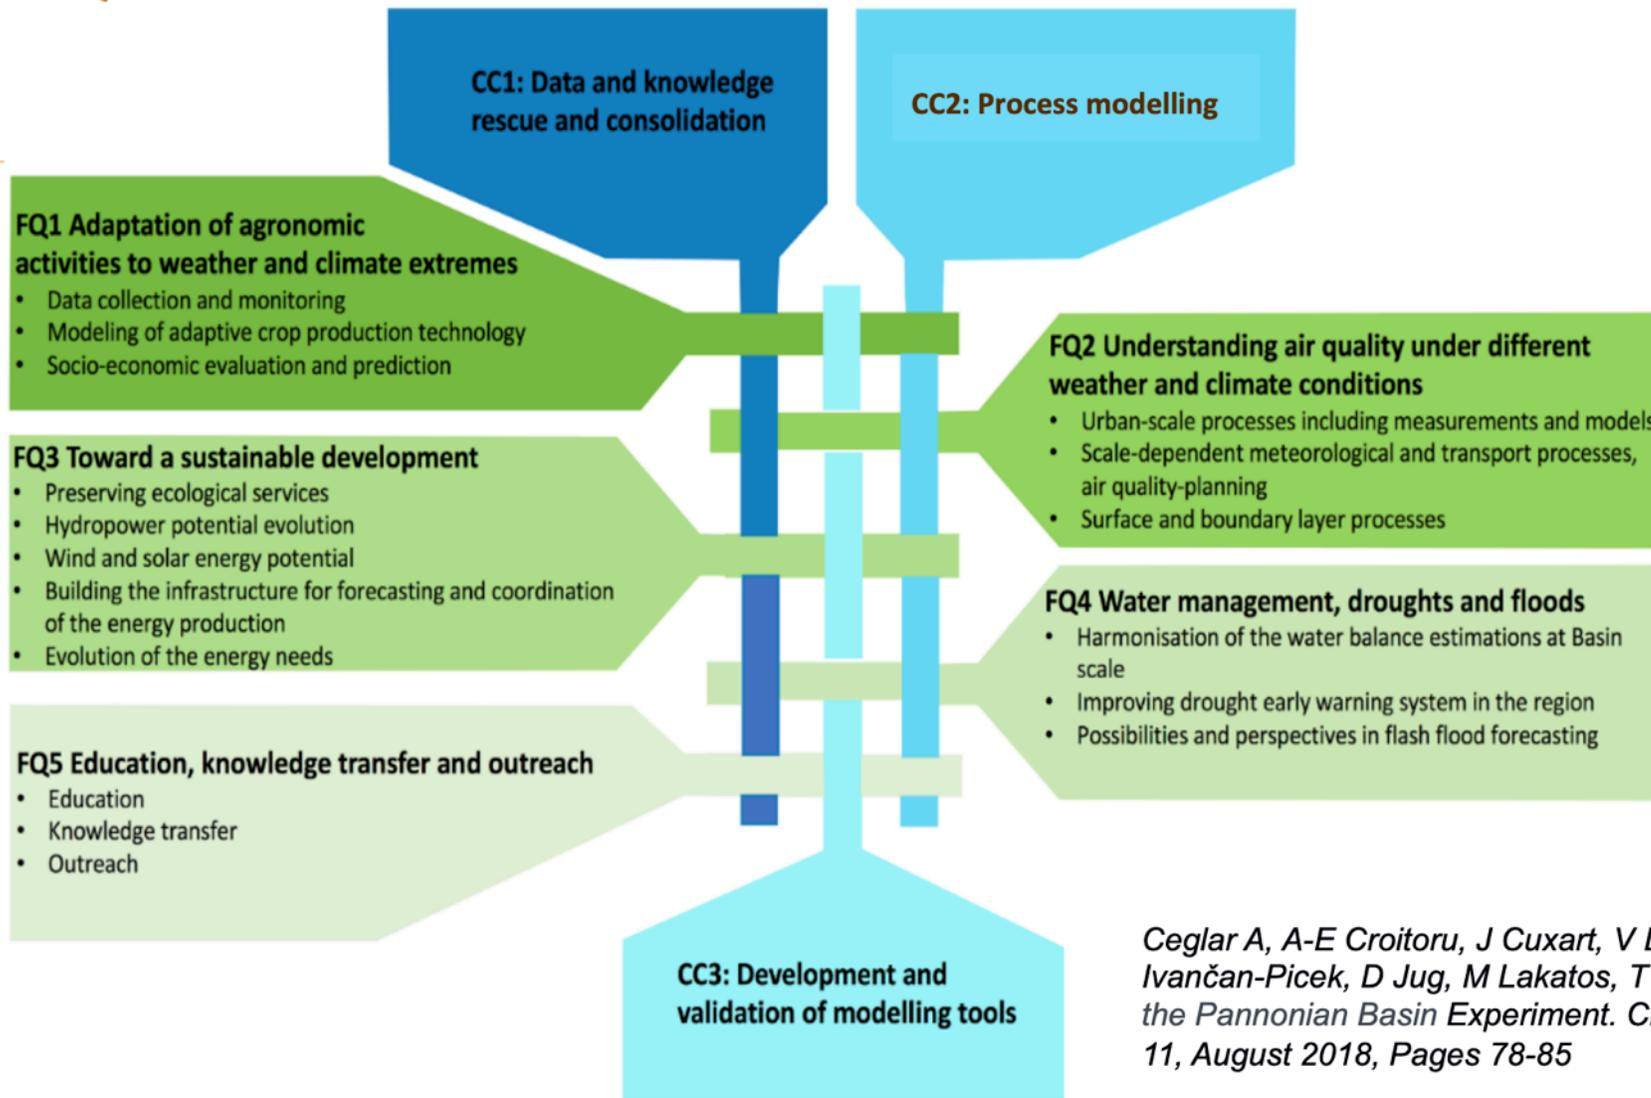 CC1: Data and knowledge
rescue and consolidation
CC2: Process modelling
FQ1 Adaptation of agronomic
activities to weather and climate extremes
• Data collection and monitoring
• Modeling of adaptive crop production technology
• Socio-economic evaluation and prediction
FQ2 Understanding air quality under different
weather and climate conditions
• Urban-scale processes including measurements and models
• Scale-dependent meteorological and transport processes,
air quality-planning
• Surface and boundary layer processes
FQ3 Toward a sustainable development
• Preserving ecological services
• Hydropower potential evolution
• Wind and solar energy potential
• Building the infrastructure for forecasting and coordination
of the energy production
• Evolution of the energy needs
FQ4 Water management, droughts and floods
• Harmonisation of the water balance estimations at Basin
scale
• Improving drought early warning system in the region
• Possibilities and perspectives in flash flood forecasting
FQ5 Education, knowledge transfer and outreach
• Education
• Knowledge transfer
• Outreach
CC3: Development and
validation of modelling tools
Ceglar A, A-E Croitoru, J Cuxart, V
Ivančan-Picek, D Jug, M Lakatos, T
the Pannonian Basin Experiment.
11, August 2018, Pages 78-85